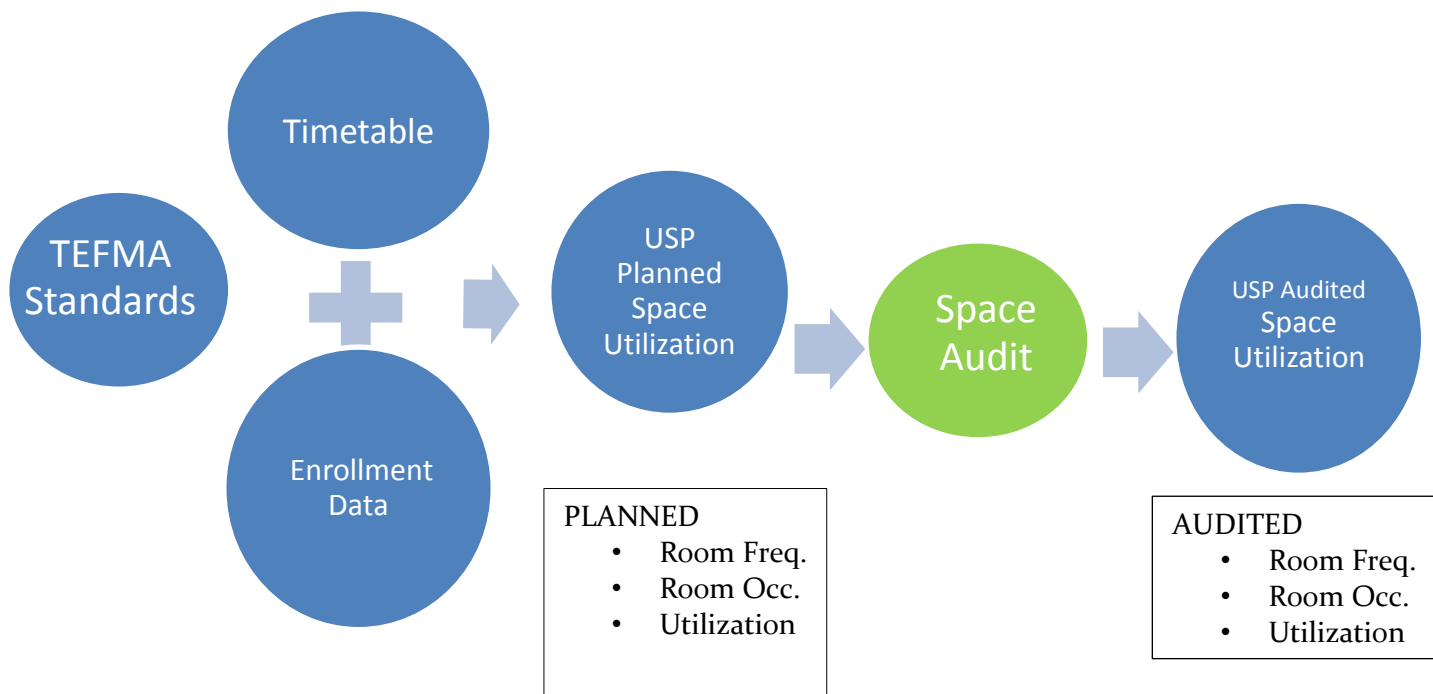 Timetable
TEFMA
Standards
Enrollment
Data
USP
Planned
Space
Utilization
Space
Audit
USP Audited
Space
Utilization
PLANNED
• Room Freq.
• Room Occ.
• Utilization
AUDITED
• Room Freq.
• Room Occ.
• Utilization